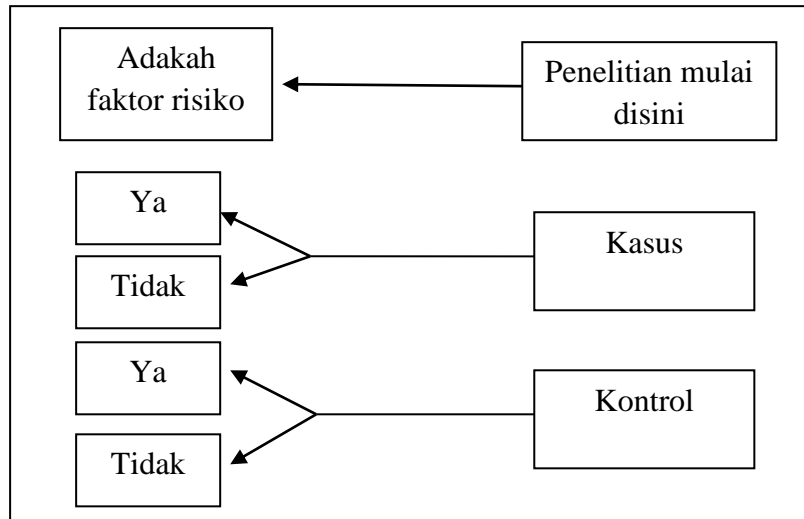 Adakah
faktor risiko
Penelitian mulai
disini
Ya
Kasus
Tidak
Ya
Kontrol
Tidak